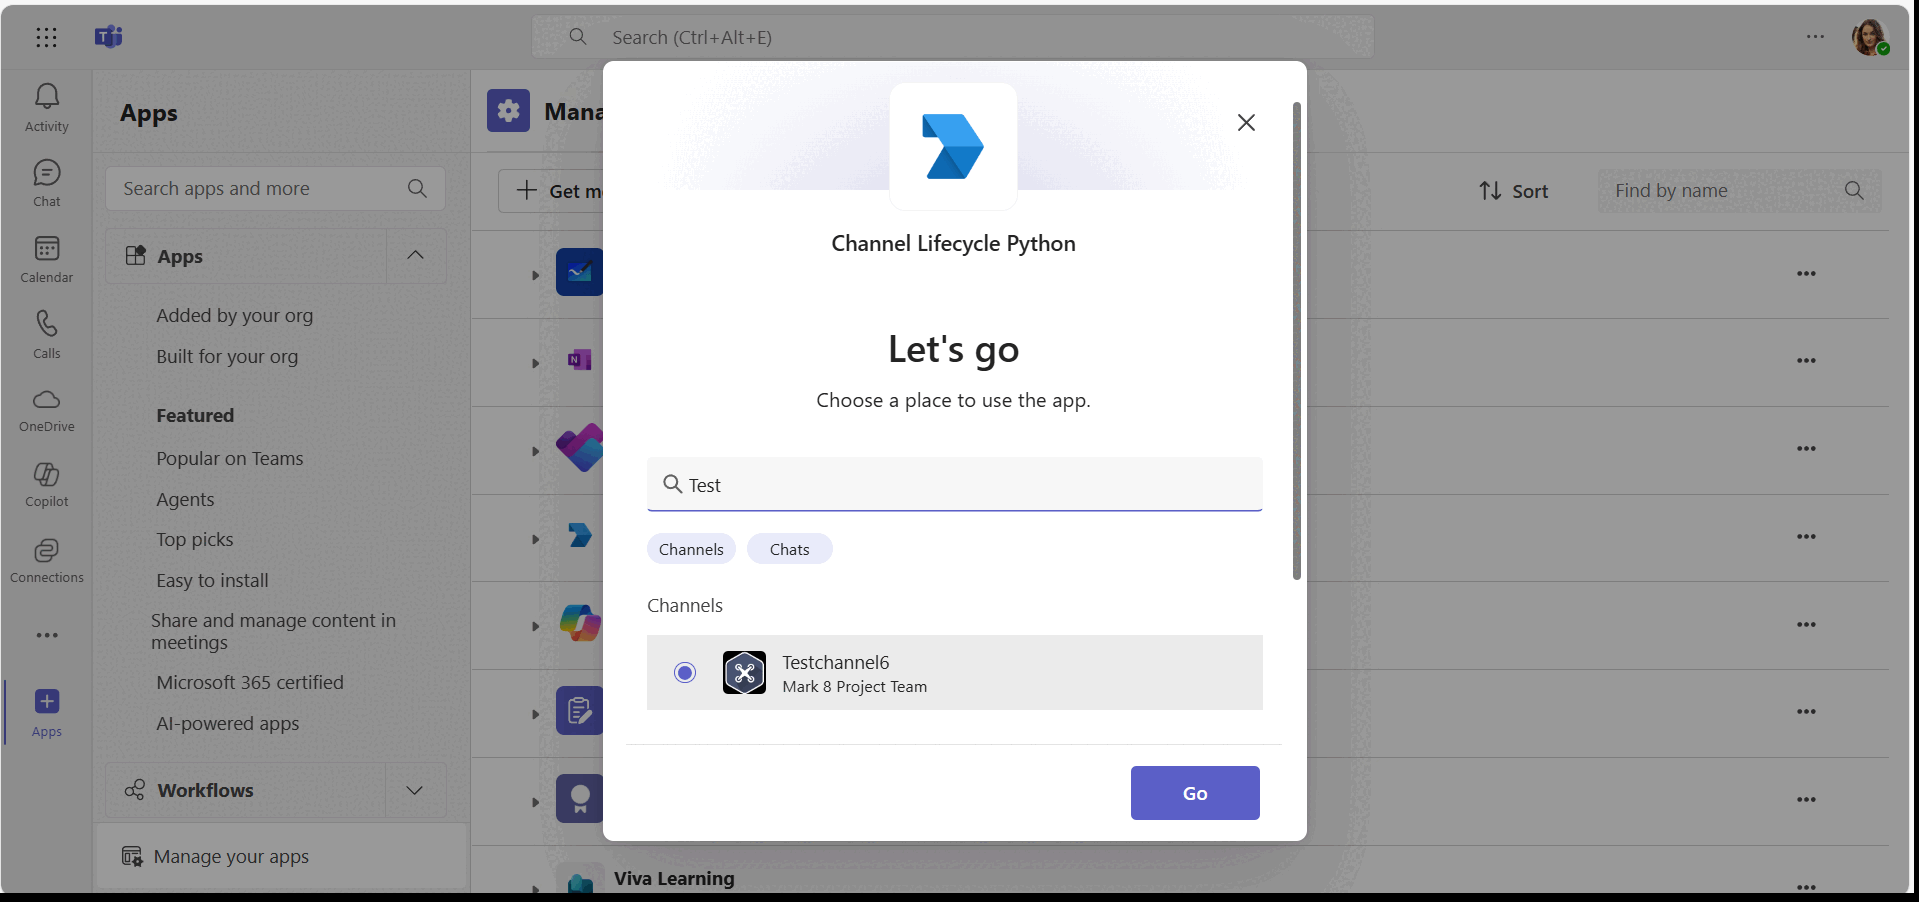 Search (Ctrl+Alt+E)
Activity
Chat
Calendar
Calls
OneDrive
Copilot
Connections
Apps
Apps
Search apps and more
Apps
Added by your org
Built for your org
Featured
Popular on Teams
Agents
Top picks
Easy to install
Share and manage content in
meetings
Microsoft 365 certified
AI-powered apps
Workflows
Manage your apps
Mana
Get m
Sort
Find by name
Viva Learning
Channel Lifecycle Python
Let's go
Choose a place to use the app.
Test
Channels
Chats
Channels
Testchannel6
Mark 8 Project Team
Go